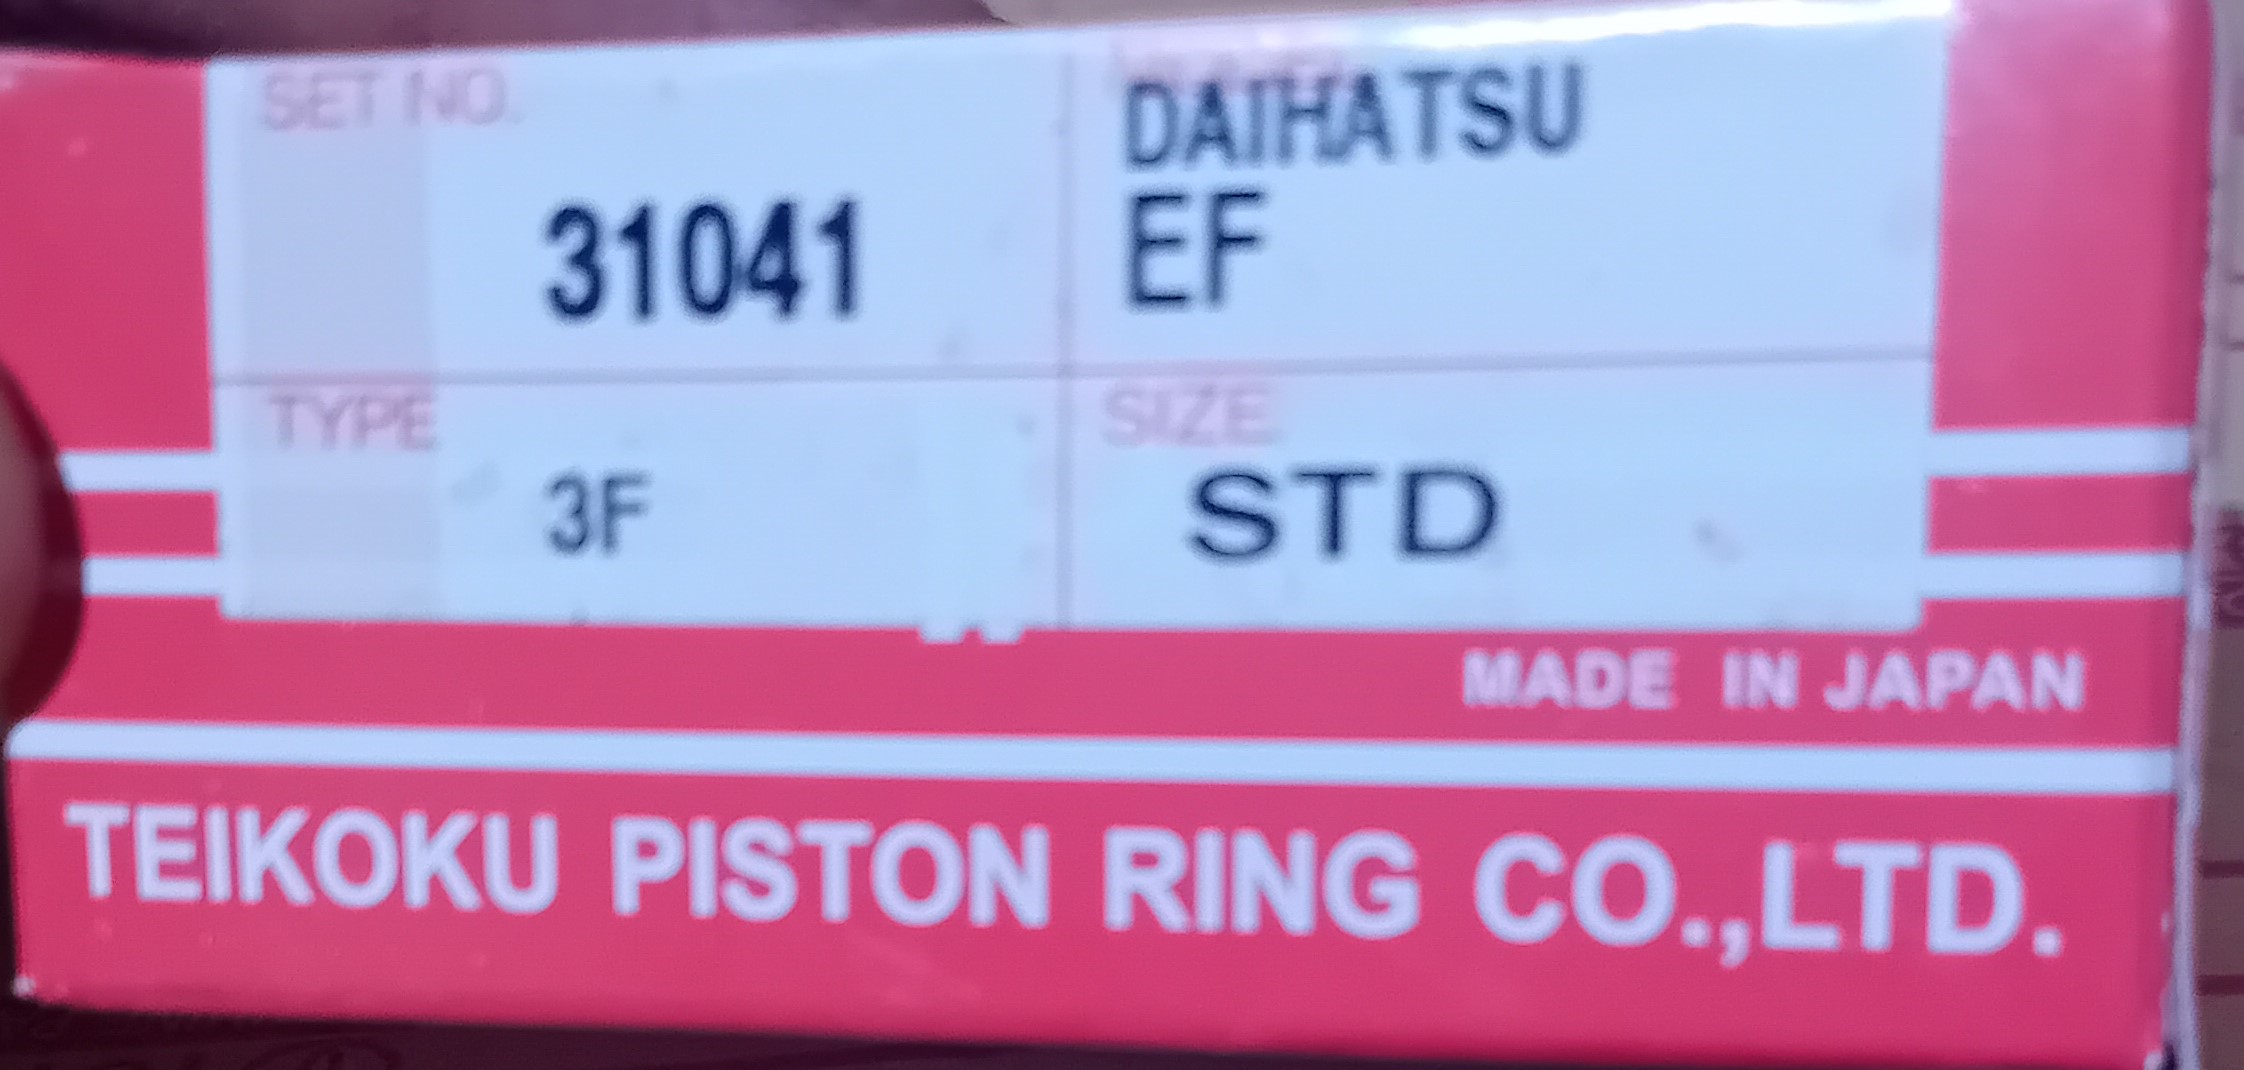 SET NO.
31041
DAIHATSU
EF
TYPE
3F
SIZE
STD
MADE IN JAPAN
TEIKOKU PISTON RING CO.,LTD.